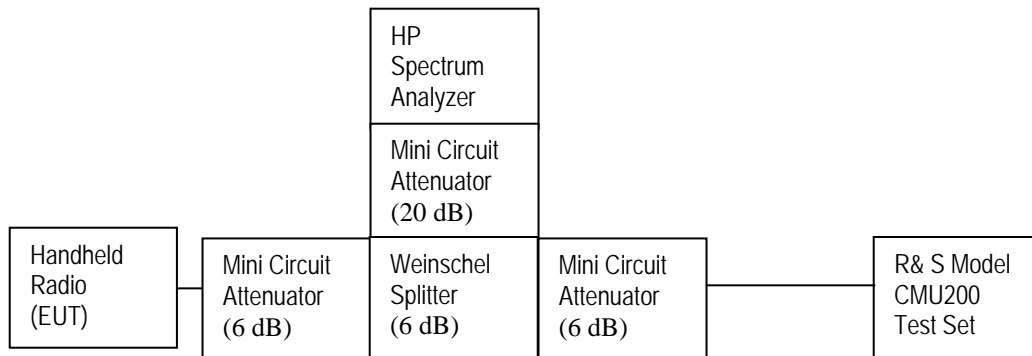 HP
Spectrum
Analyzer
Mini Circuit
Attenuator
(20 dB)
Handheld
Radio
(EUT)
Mini Circuit
Attenuator
(6 dB)
Weinschel
Splitter
(6 dB)
Mini Circuit
Attenuator
(6 dB)
R& S Model
CMU200
Test Set